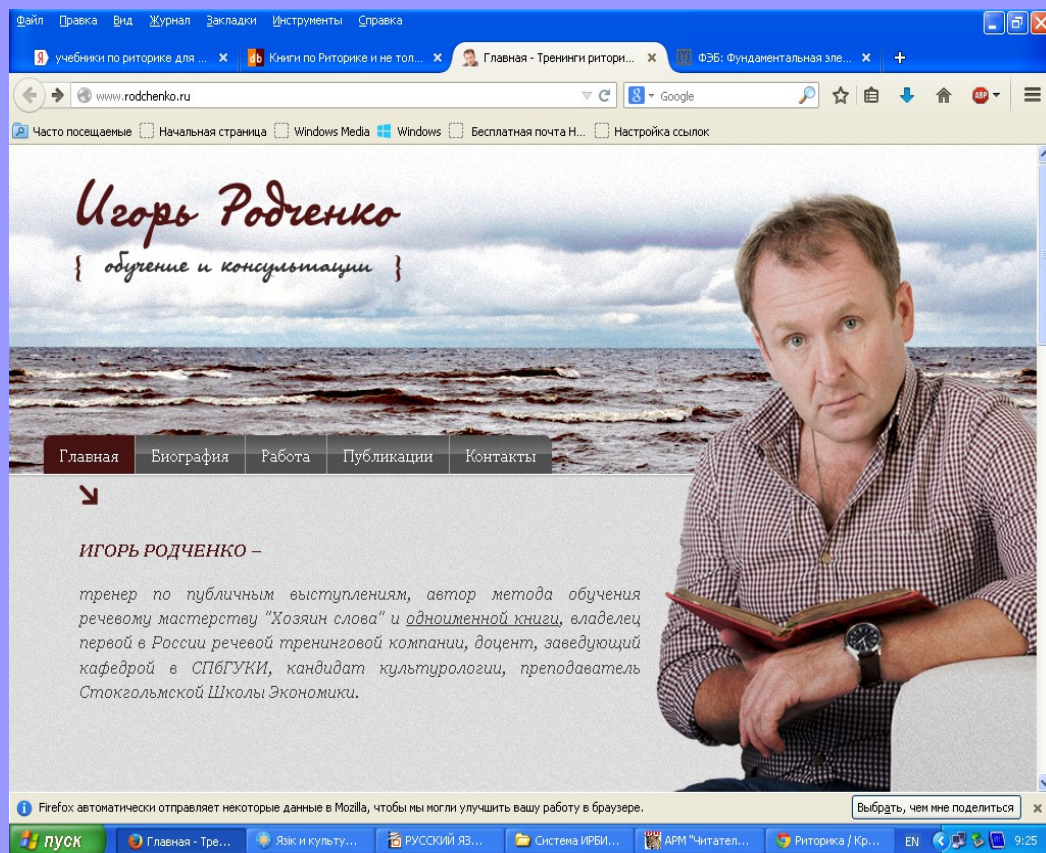 Файл Правка Вид Журнал Закладки Инструменты Справка
учебники по риторике для ... Книги по Риторике и не тол... Главная - Тренинги ритори... ФЭБ: Фундаментальная эле...
www.rodchenko.ru Google ABP
Часто посещаемые Начальная страница Windows Media Windows Бесплатная почта H... Настройка ссылок
Игорь Родченко
{ обучение и консультации }
Главная Биография Работа Публикации Контакты
ИГОРЬ РОДЧЕНКО –
тренер по публичным выступлениям, автор метода обучения
речевому мастерству "Хозяин слова" и одноименной книги, владелец
первой в России речевой тренинговой компании, доцент, заведующий
кафедрой в СПбГУКИ, кандидат культурологии, преподаватель
Стокгольмской Школы Экономики.
Firefox автоматически отправляет некоторые данные в Mozilla, чтобы мы могли улучшить вашу работу в браузере. Выбрать, чем мне поделиться
пуск Главная - Тре... Язік и культу... РУССКИЙ ЯЗ... Система ИРБИ... АРМ "Читател... Риторика / Кр... EN 9:25